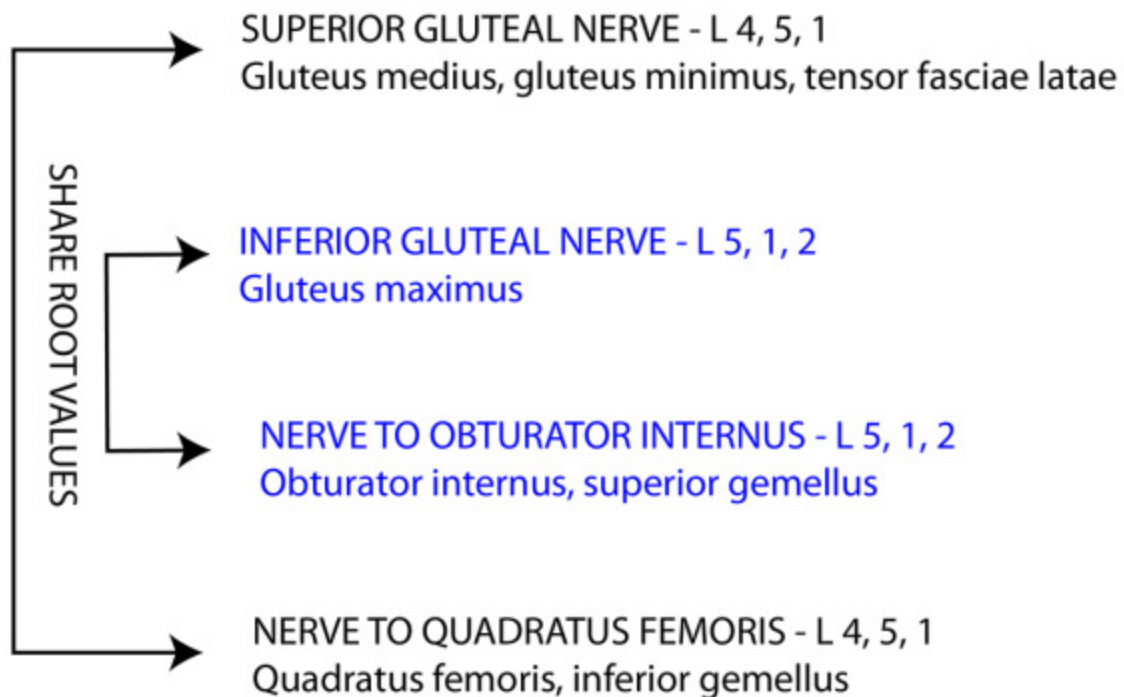 SUPERIOR GLUTEAL NERVE - L 4, 5, 1
Gluteus medius, gluteus minimus, tensor fasciae latae
SHARE ROOT VALUES
INFERIOR GLUTEAL NERVE - L 5, 1, 2
Gluteus maximus
NERVE TO OBTURATOR INTERNUS - L 5, 1, 2
Obturator internus, superior gemellus
NERVE TO QUADRATUS FEMORIS - L 4, 5, 1
Quadratus femoris, inferior gemellus